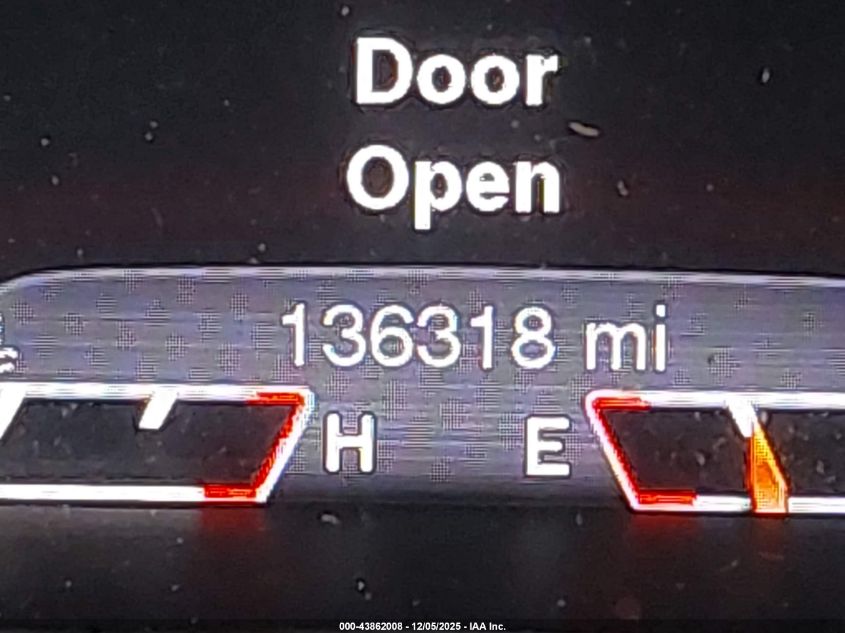 Door
Open
136318 mi
H E
000-43862008 - 12/05/2025 - IAA Inc.